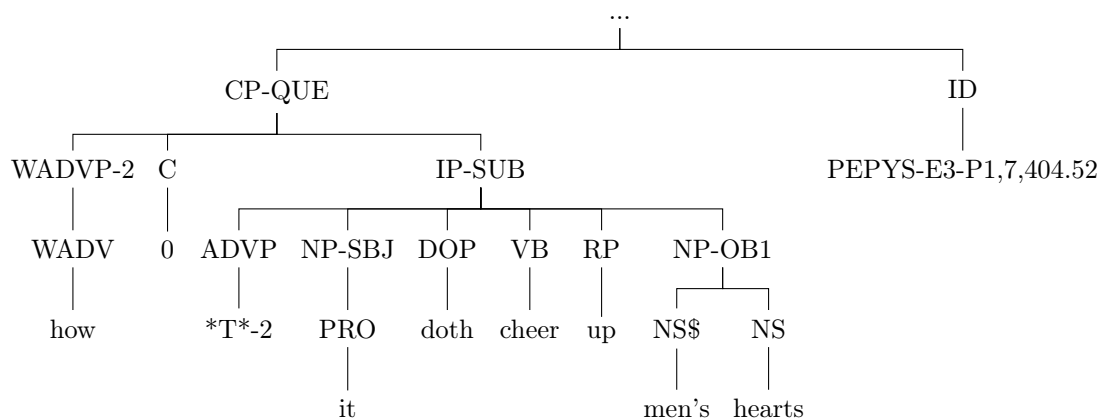 ...
CP-QUE ID
WADVP-2 C IP-SUB PEPYS-E3-P1,7,404.52
WADV 0 ADVP NP-SBJ DOP VB RP NP-OB1
how *T*-2 PRO doth cheer up NS$ NS
it men's hearts